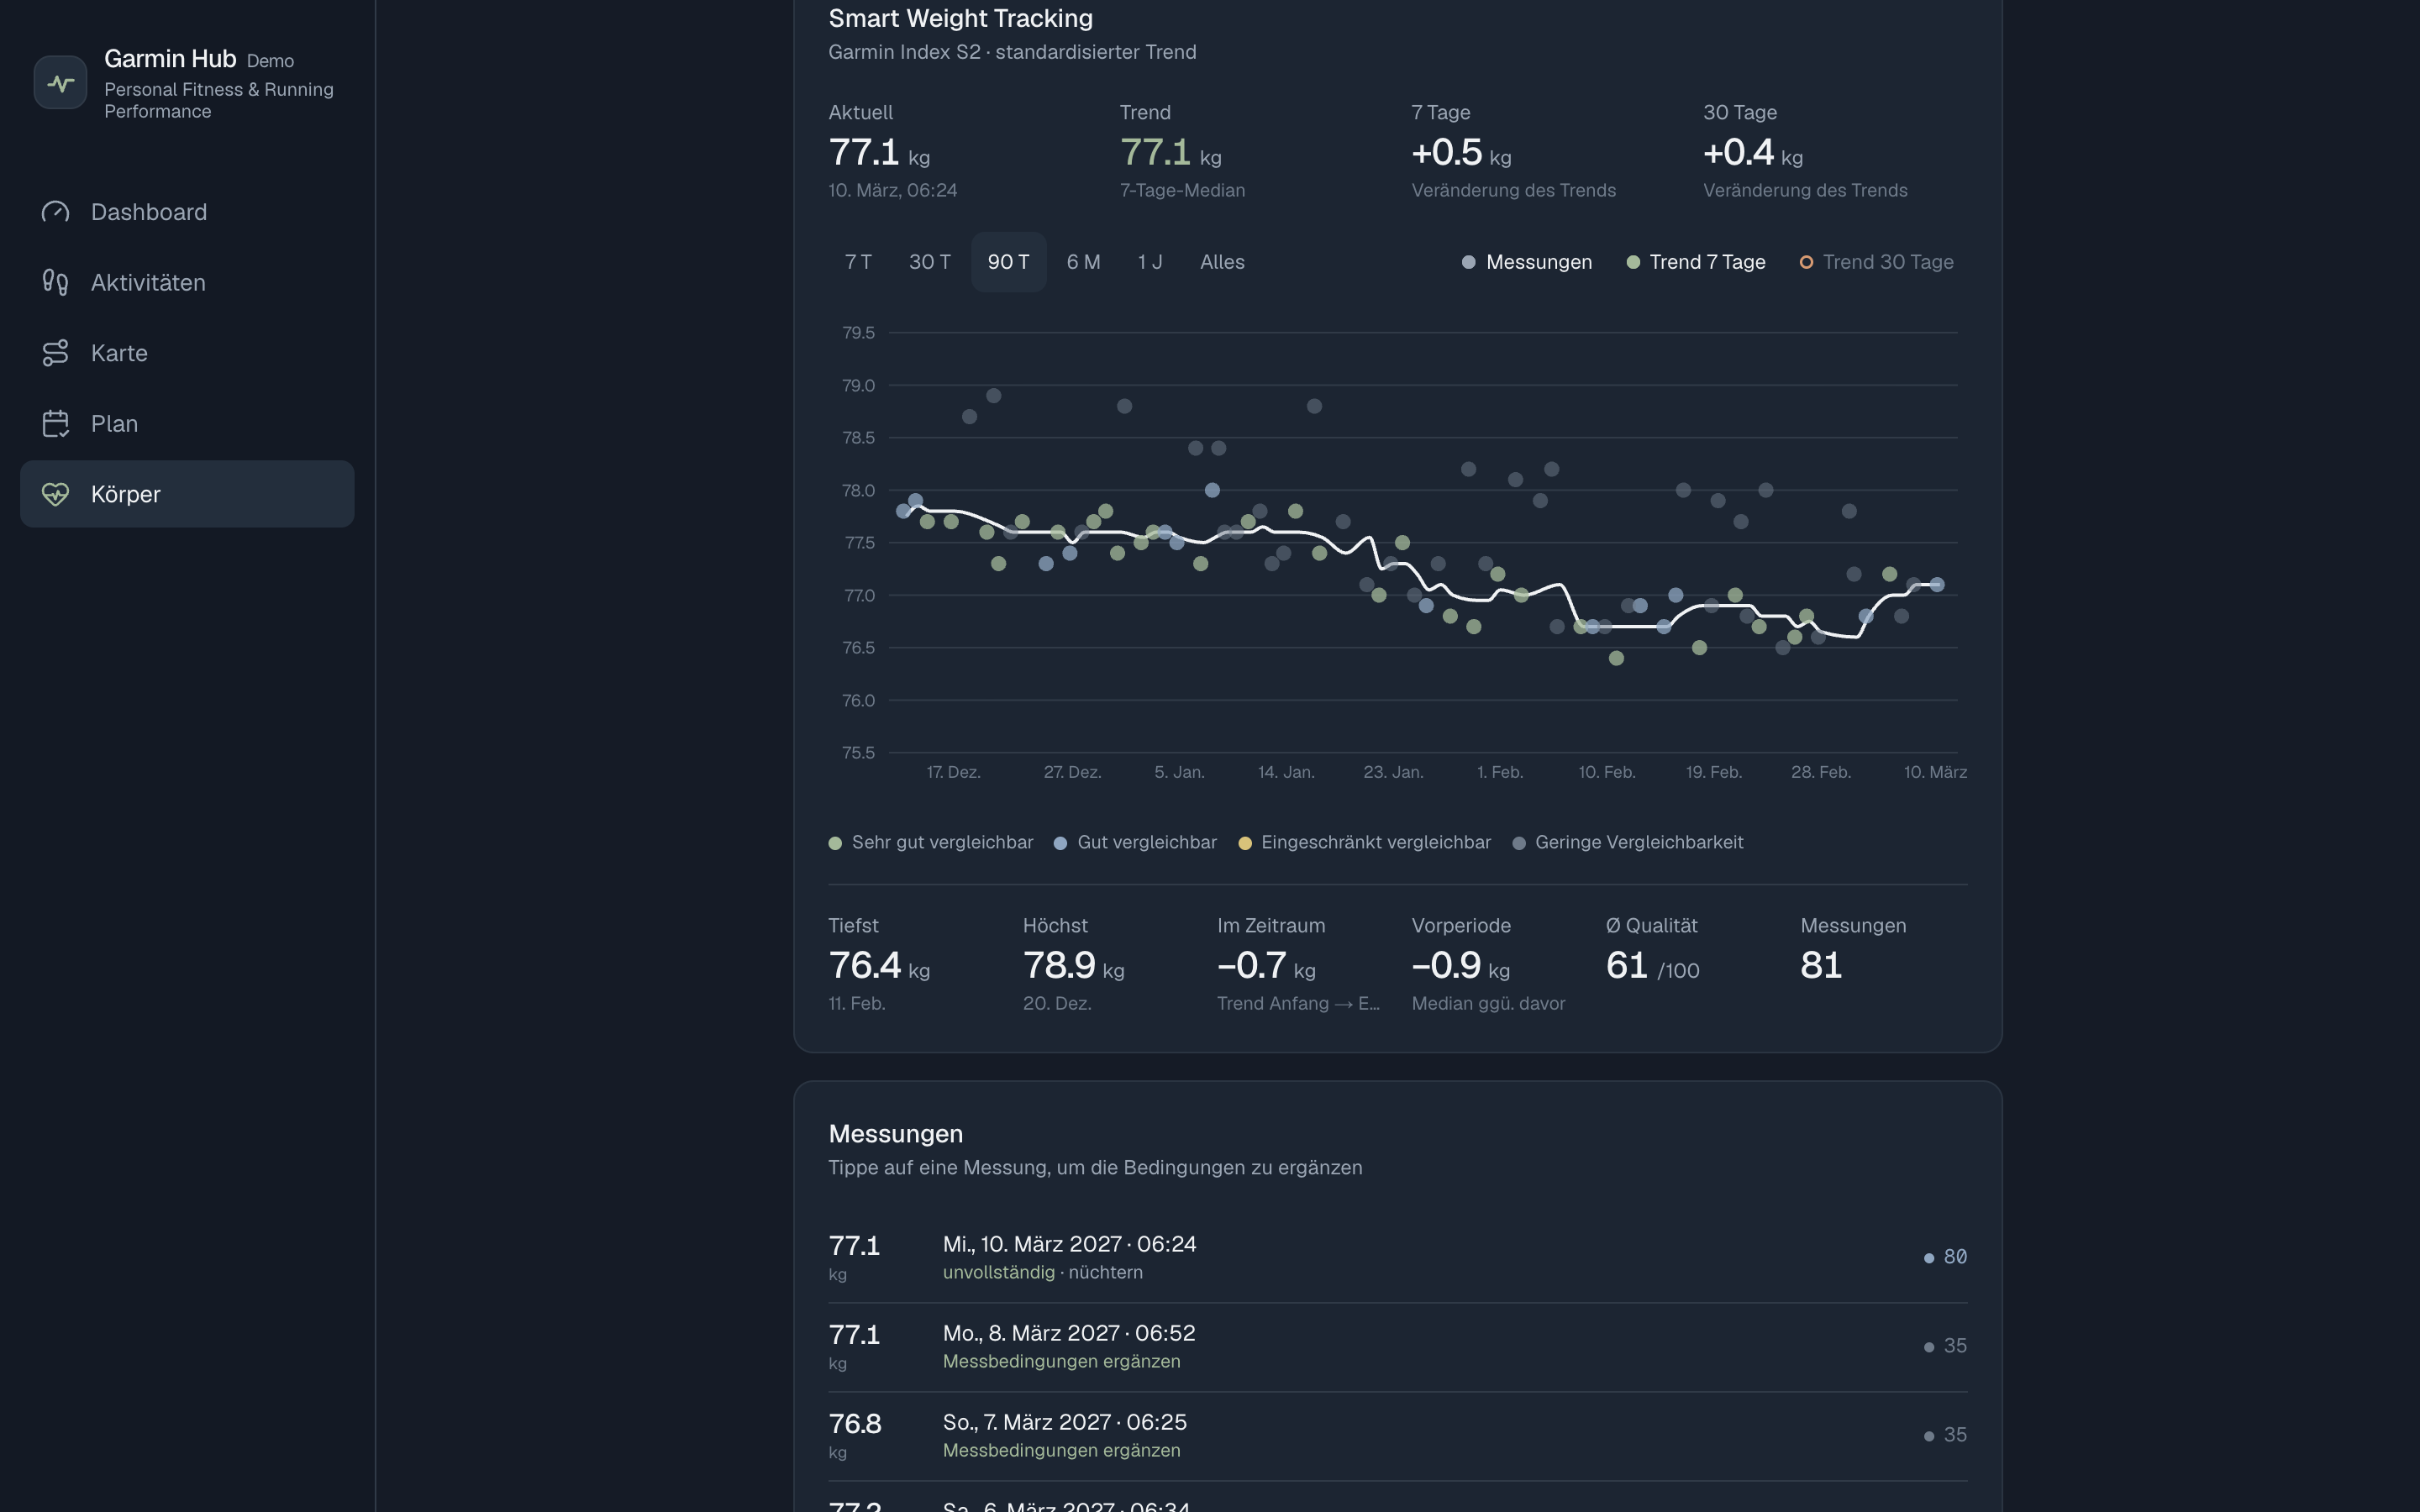 Garmin Hub Demo
Personal Fitness & Running
Performance
Dashboard
Aktivitäten
Karte
Plan
Körper
Smart Weight Tracking
Garmin Index S2 · standardisierter Trend
Aktuell
77.1 kg
10. März, 06:24
Trend
77.1 kg
7-Tage-Median
7 Tage
+0.5 kg
Veränderung des Trends
30 Tage
+0.4 kg
Veränderung des Trends
7 T 30 T 90 T 6 M 1 J Alles
Messungen Trend 7 Tage Trend 30 Tage
79.5
79.0
78.5
78.0
77.5
77.0
76.5
76.0
75.5
17. Dez. 27. Dez. 5. Jan. 14. Jan. 23. Jan. 1. Feb. 10. Feb. 19. Feb. 28. Feb. 10. März
Sehr gut vergleichbar Gut vergleichbar Eingeschränkt vergleichbar Geringe Vergleichbarkeit
Tiefst
76.4 kg
11. Feb.
Höchst
78.9 kg
20. Dez.
Im Zeitraum
−0.7 kg
Trend Anfang → E...
Vorperiode
−0.9 kg
Median ggü. davor
Ø Qualität
61 /100
Messungen
81
Messungen
Tippe auf eine Messung, um die Bedingungen zu ergänzen
77.1
kg
Mi., 10. März 2027 · 06:24
unvollständig · nüchtern
80
77.1
kg
Mo., 8. März 2027 · 06:52
Messbedingungen ergänzen
35
76.8
kg
So., 7. März 2027 · 06:25
Messbedingungen ergänzen
35
77.2
Sa., 6. März 2027 · 06:34